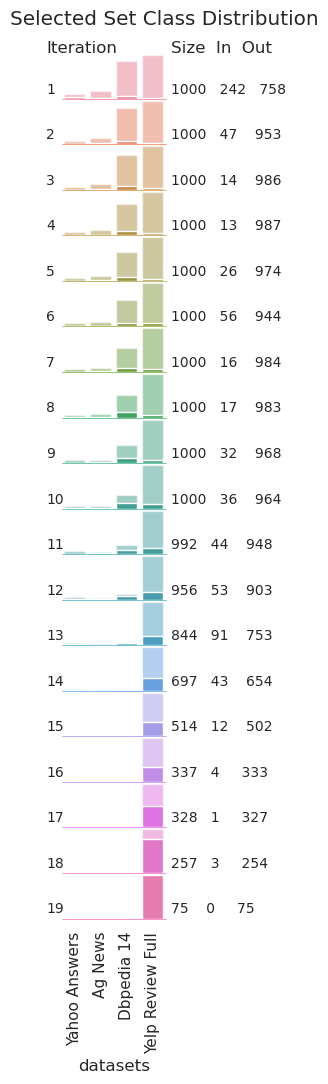 Selected Set Class Distribution
Iteration Size In Out
1 1000 242 758
2 1000 47 953
3 1000 14 986
4 1000 13 987
5 1000 26 974
6 1000 56 944
7 1000 16 984
8 1000 17 983
9 1000 32 968
10 1000 36 964
11 992 44 948
12 956 53 903
13 844 91 753
14 697 43 654
15 514 12 502
16 337 4 333
17 328 1 327
18 257 3 254
19 75 0 75
Yahoo Answers
Ag News
Dbpedia 14
Yelp Review Full
datasets